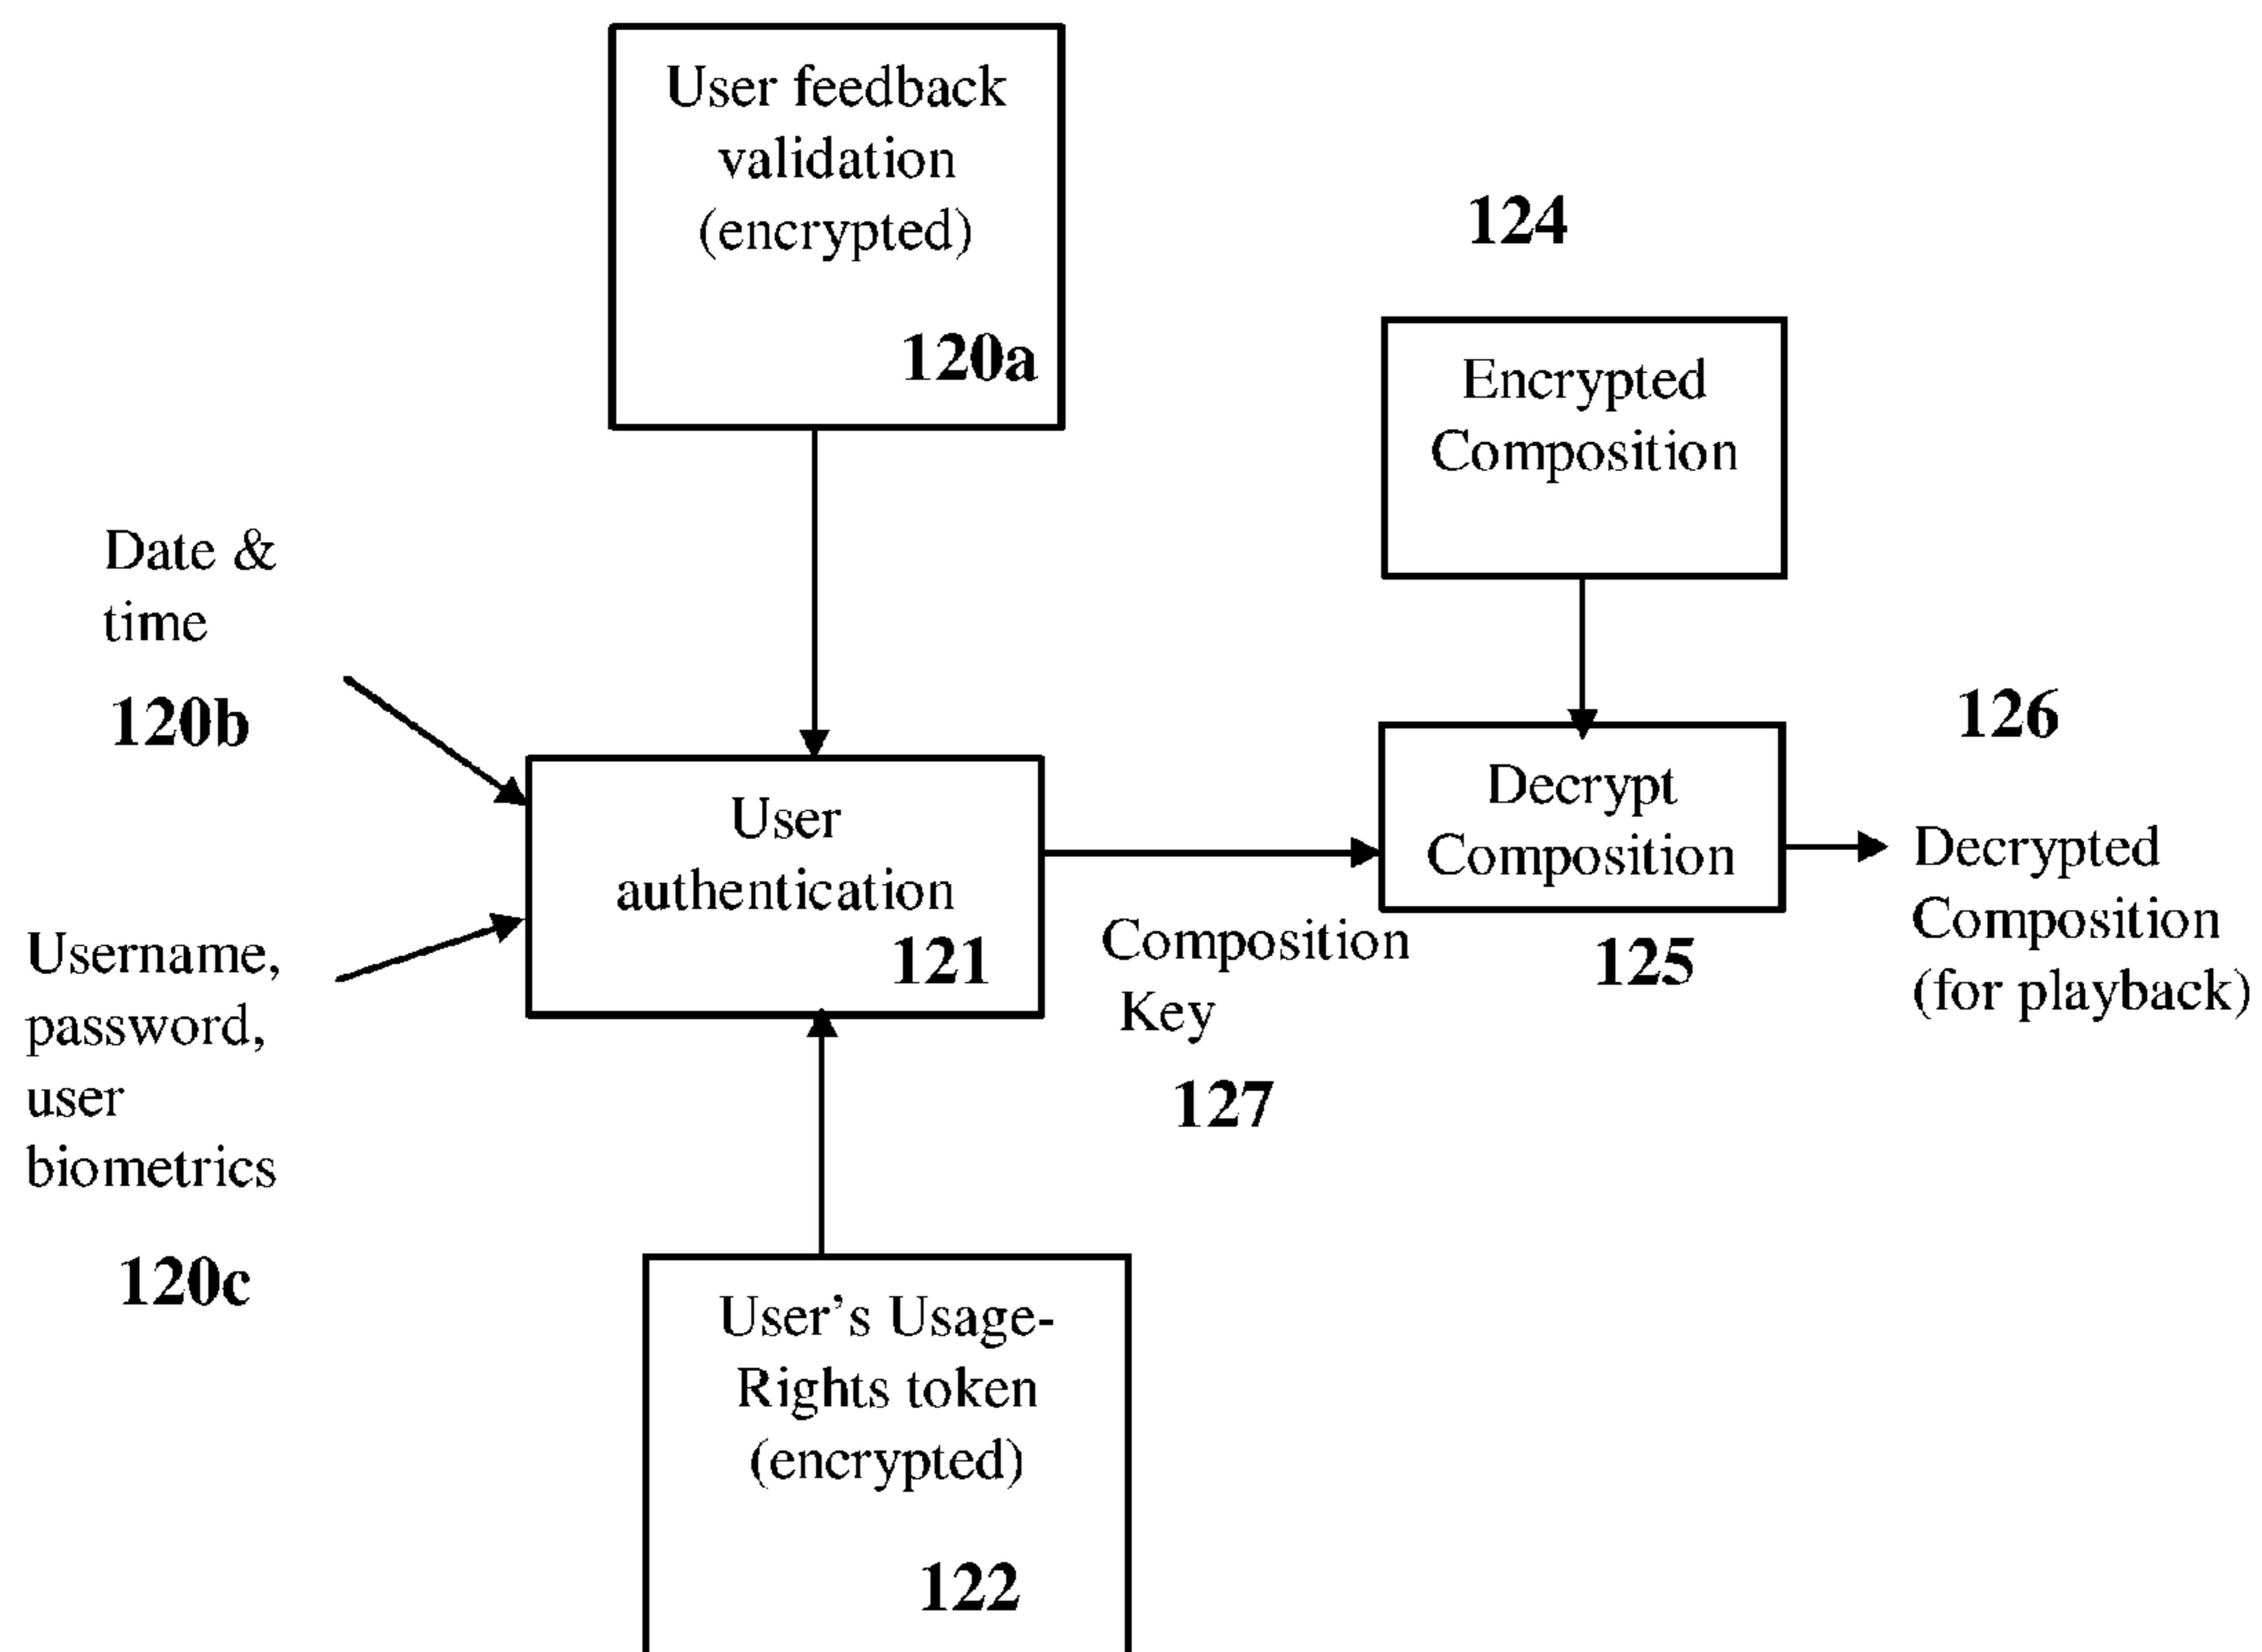 User feedback
validation
(encrypted)
120a
124
Encrypted
Composition
Date &
time
120b
126
Decrypt
Composition
125
User
authentication
121
Decrypted
Composition
(for playback)
Composition
Key
127
Username,
password,
user
biometrics
120c
User's Usage-
Rights token
(encrypted)
122